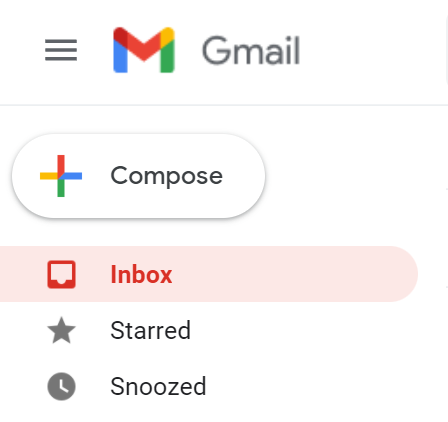 Gmail
Compose
Inbox
Starred
Snoozed